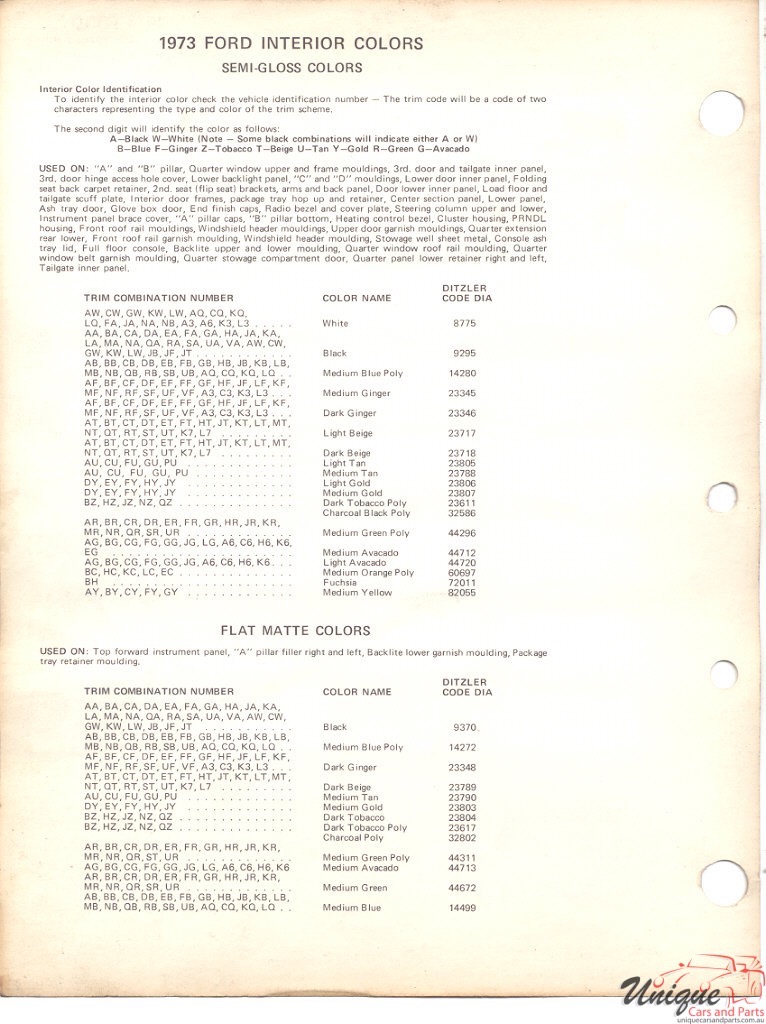 1973 FORD INTERIOR COLORS
SEMI-GLOSS COLORS
Interior Color Identification
To identify the interior color check the vehicle identification number — The trim code will be a code of two
characters representing the type and color of the trim scheme.
The second digit will identify the color as follows:
A—Black W—White (Note — Some black combinations will indicate either A or W)
B—Blue F—Ginger Z—Tobacco T—Beige U—Tan Y—Gold R—Green G—Avacado
USED ON: "A" and "B" pillar, Quarter window upper and frame mouldings, 3rd. door and tailgate inner panel,
3rd. door hinge access hole cover, Lower backlight panel, "C" and "D" mouldings, Lower door inner panel, Folding
seat back carpet retainer, 2nd. seat (flip seat) brackets, arms and back panel, Door lower inner panel, Load floor and
tailgate scuff plate, Interior door frames, package tray hop up and retainer, Center section panel, Lower panel,
Ash tray door, Glove box door, End finish caps, Radio bezel and cover plate, Steering column upper and lower,
Instrument panel brace cover, "A" pillar caps, "B" pillar bottom, Heating control bezel, Cluster housing, PRNDL
housing, Front roof rail mouldings, Windshield header mouldings, Upper door garnish mouldings, Quarter extension
rear lower, Front roof rail garnish moulding, Windshield header moulding, Stowage well sheet metal, Console ash
tray lid, Full floor console, Backlite upper and lower moulding, Quarter window roof rail moulding, Quarter
window belt garnish moulding, Quarter stowage compartment door, Quarter panel lower retainer right and left,
Tailgate inner panel.
DITZLER
TRIM COMBINATION NUMBER COLOR NAME CODE DIA
AW, CW, GW, KW, LW, AQ, CQ, KQ,
LQ, FA, JA, NA, NB, A3, A6, K3, L3 . . . . . White 8775
AA, BA, CA, DA, EA, FA, GA, HA, JA, KA,
LA, MA, NA, QA, RA, SA, UA, VA, AW, CW,
GW, KW, LW, JB, JF, JT . . . . . . . . . . . . . Black 9295
AB, BB, CB, DB, EB, FB, GB, HB, JB, KB, LB,
MB, NB, QB, RB, SB, UB, AQ, CQ, KQ, LQ . . Medium Blue Poly 14280
AF, BF, CF, DF, EF, FF, GF, HF, JF, LF, KF,
MF, NF, RF, SF, UF, VF, A3, C3, K3, L3 . . . Medium Ginger 23345
AF, BF, CF, DF, EF, FF, GF, HF, JF, LF, KF,
MF, NF, RF, SF, UF, VF, A3, C3, K3, L3 . . . Dark Ginger 23346
AT, BT, CT, DT, ET, FT, HT, JT, KT, LT, MT,
NT, QT, RT, ST, UT, K7, L7 . . . . . . . . . . Light Beige 23717
AT, BT, CT, DT, ET, FT, HT, JT, KT, LT, MT,
NT, QT, RT, ST, UT, K7, L7 . . . . . . . . . . Dark Beige 23718
AU, CU, FU, GU, PU . . . . . . . . . . . . . . Light Tan 23805
AU, CU, FU, GU, PU . . . . . . . . . . . . . . Medium Tan 23788
DY, EY, FY, HY, JY . . . . . . . . . . . . . . . Light Gold 23806
DY, EY, FY, HY, JY . . . . . . . . . . . . . . . Medium Gold 23807
BZ, HZ, JZ, NZ, QZ . . . . . . . . . . . . . . . Dark Tobacco Poly 23611
Charcoal Black Poly 32586
AR, BR, CR, DR, ER, FR, GR, HR, JR, KR,
MR, NR, QR, SR, UR . . . . . . . . . . . . . . Medium Green Poly 44296
AG, BG, CG, FG, GG, JG, LG, A6, C6, H6, K6,
EG . . . . . . . . . . . . . . . . . . . . . . . . Medium Avacado 44712
AG, BG, CG, FG, GG, JG, A6, C6, H6, K6 . . . Light Avacado 44720
BC, HC, KC, LC, EC . . . . . . . . . . . . . . . Medium Orange Poly 60697
BH . . . . . . . . . . . . . . . . . . . . . . . . Fuchsia 72011
AY, BY, CY, FY, GY . . . . . . . . . . . . . . Medium Yellow 82055
FLAT MATTE COLORS
USED ON: Top forward instrument panel, "A" pillar filler right and left, Backlite lower garnish moulding, Package
tray retainer moulding.
DITZLER
TRIM COMBINATION NUMBER COLOR NAME CODE DIA
AA, BA, CA, DA, EA, FA, GA, HA, JA, KA,
LA, MA, NA, QA, RA, SA, UA, VA, AW, CW,
GW, KW, LW, JB, JF, JT . . . . . . . . . . . . . Black 9370
AB, BB, CB, DB, EB, FB, GB, HB, JB, KB, LB,
MB, NB, QB, RB, SB, UB, AQ, CQ, KQ, LQ . . Medium Blue Poly 14272
AF, BF, CF, DF, EF, FF, GF, HF, JF, LF, KF,
MF, NF, RF, SF, UF, VF, A3, C3, K3, L3 . . . Dark Ginger 23348
AT, BT, CT, DT, ET, FT, HT, JT, KT, LT, MT,
NT, QT, RT, ST, UT, K7, L7 . . . . . . . . . . Dark Beige 23789
AU, CU, FU, GU, PU . . . . . . . . . . . . . . Medium Tan 23790
DY, EY, FY, HY, JY . . . . . . . . . . . . . . . Medium Gold 23803
BZ, HZ, JZ, NZ, QZ . . . . . . . . . . . . . . . Dark Tobacco 23804
BZ, HZ, JZ, NZ, QZ . . . . . . . . . . . . . . . Dark Tobacco Poly 23617
Charcoal Poly 32802
AR, BR, CR, DR, ER, FR, GR, HR, JR, KR,
MR, NR, QR, ST, UR . . . . . . . . . . . . . . Medium Green Poly 44311
AG, BG, CG, FG, GG, JG, LG, A6, C6, H6, K6 Medium Avacado 44713
AR, BR, CR, DR, ER, FR, GR, HR, JR, KR,
MR, NR, QR, SR, UR . . . . . . . . . . . . . . Medium Green 44672
AB, BB, CB, DB, EB, FB, GB, HB, JB, KB, LB,
MB, NB, QB, RB, SB, UB, AQ, CQ, KQ, LQ . . Medium Blue 14499
Unique
Cars and Parts
uniquecarsandparts.com.au